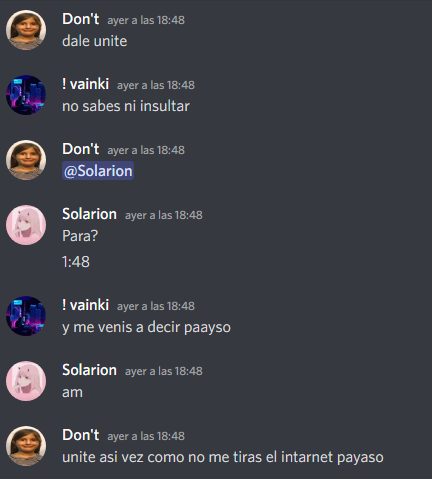 Don't ayer a las 18:48
dale unite
! vainki ayer a las 18:48
no sabes ni insultar
Don't ayer a las 18:48
@Solarion
Solarion ayer a las 18:48
Para?
1:48
! vainki ayer a las 18:48
y me venis a decir paayso
Solarion ayer a las 18:48
am
Don't ayer a las 18:48
unite asi vez como no me tiras el intarnet payaso